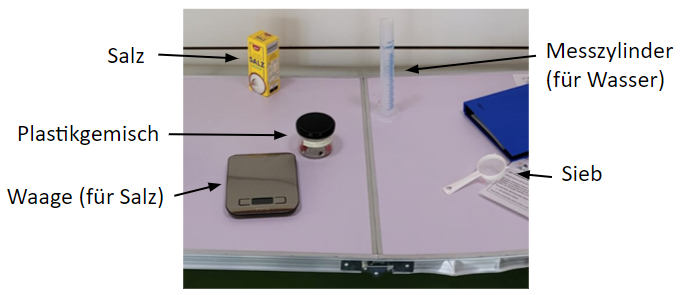 Salz
SALZ
Plastikgemisch
Waage (für Salz)
Messzylinder
(für Wasser)
Sieb